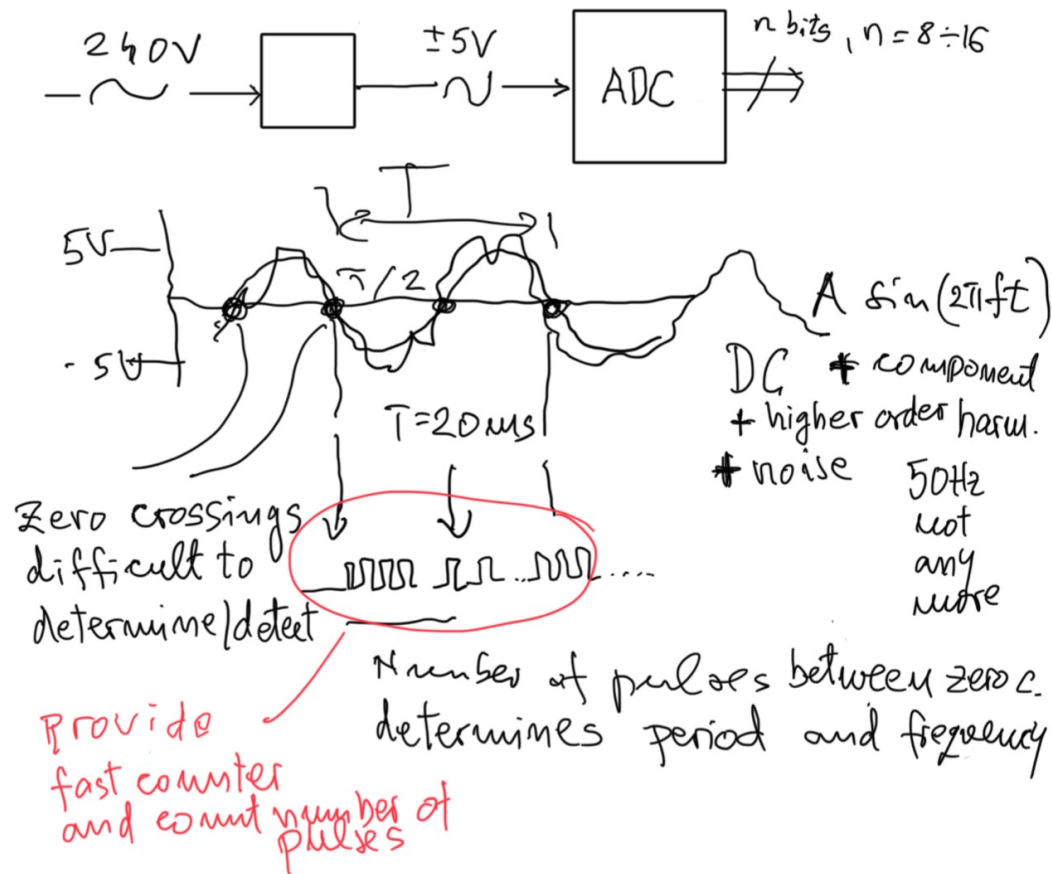 240V
±5V
ADC
n bits, n = 8÷16
T
5V
T/2
- 5V
A sin(2πft)
DC + component
+ higher order harm.
+ noise
50Hz
not
any
more
T=20ms
Zero crossings
difficult to
determine/detect
Number of pulses between zero c.
determines period and frequency
Provide
fast counter
and count number of
pulses